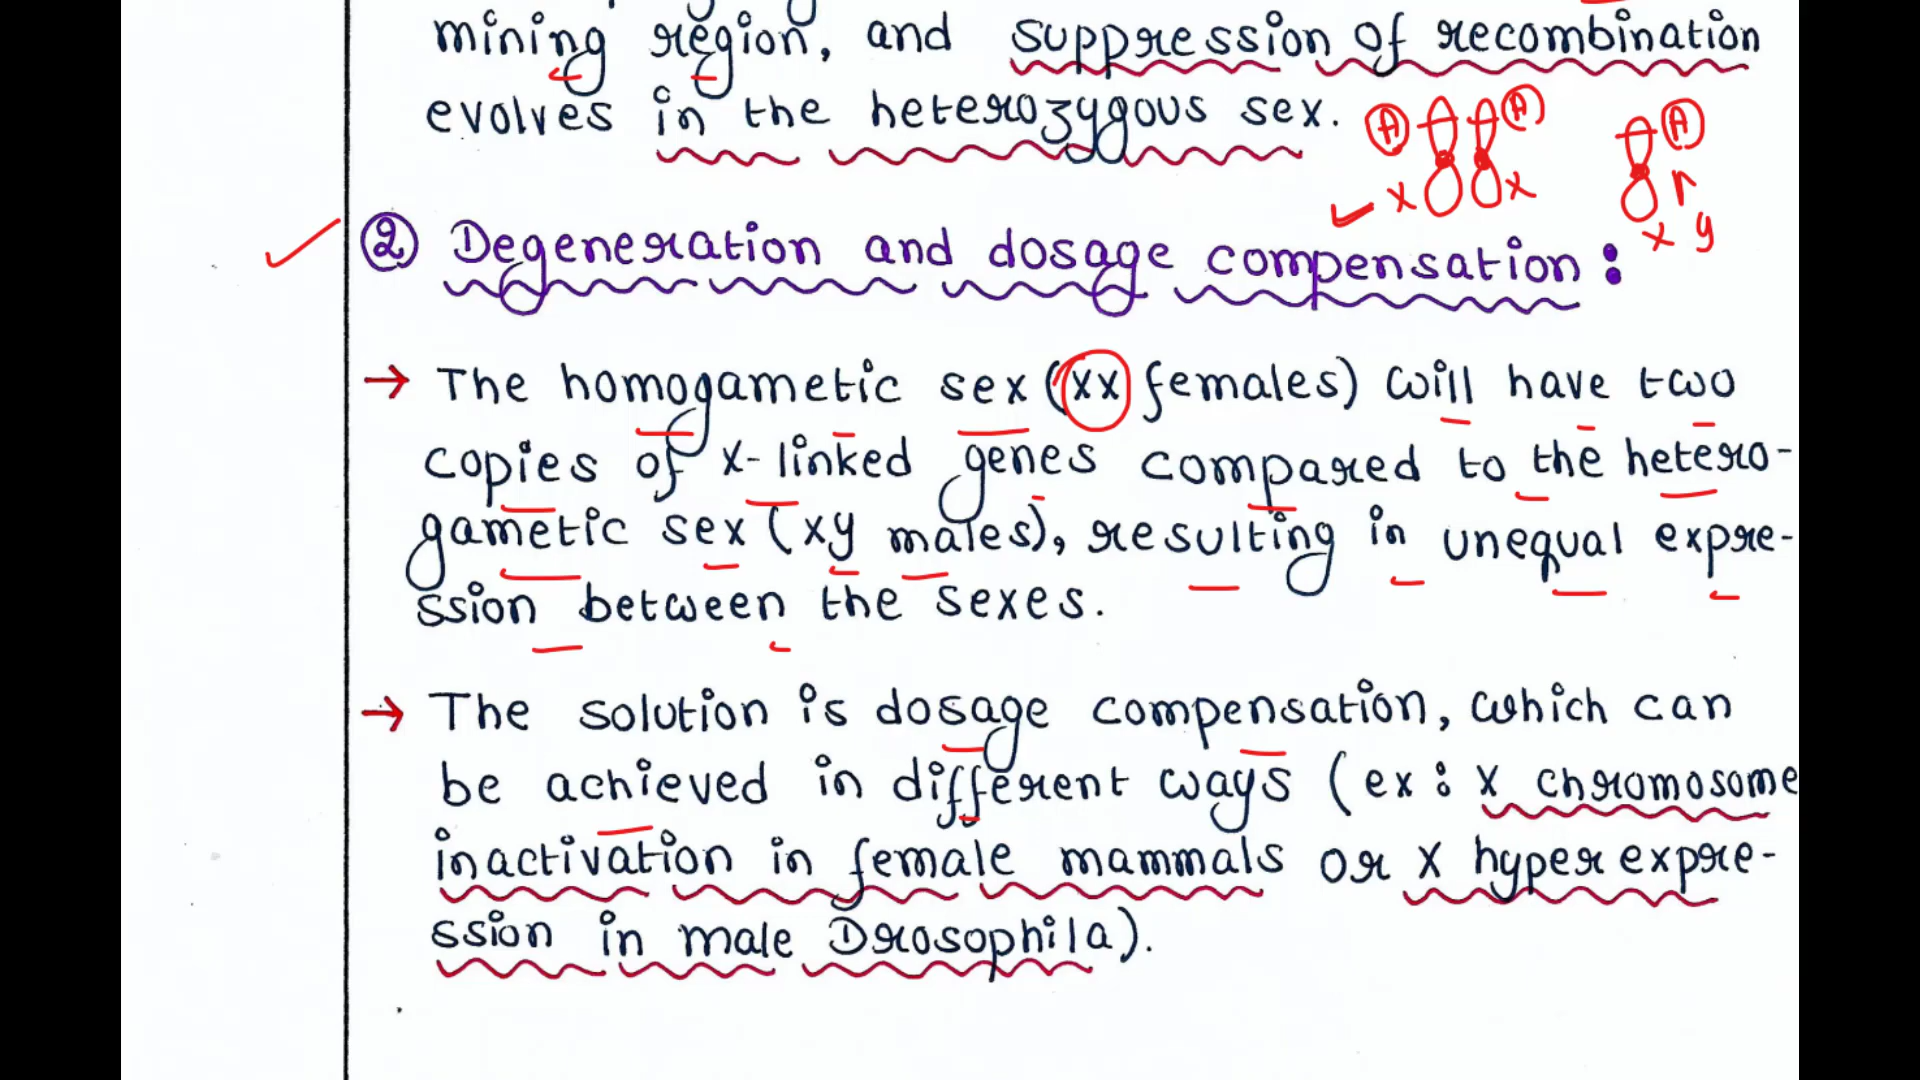 mining region, and suppression of recombination
evolves in the heterozygous sex.
A A A
x x x y
② Degeneration and dosage compensation:
→ The homogametic sex (xx females) will have two
copies of x-linked genes compared to the hetero-
gametic sex (xy males), resulting in unequal expre-
ssion between the sexes.
→ The solution is dosage compensation, which can
be achieved in different ways (ex: X chromosome
inactivation in female mammals or X hyper expre-
ssion in male Drosophila).